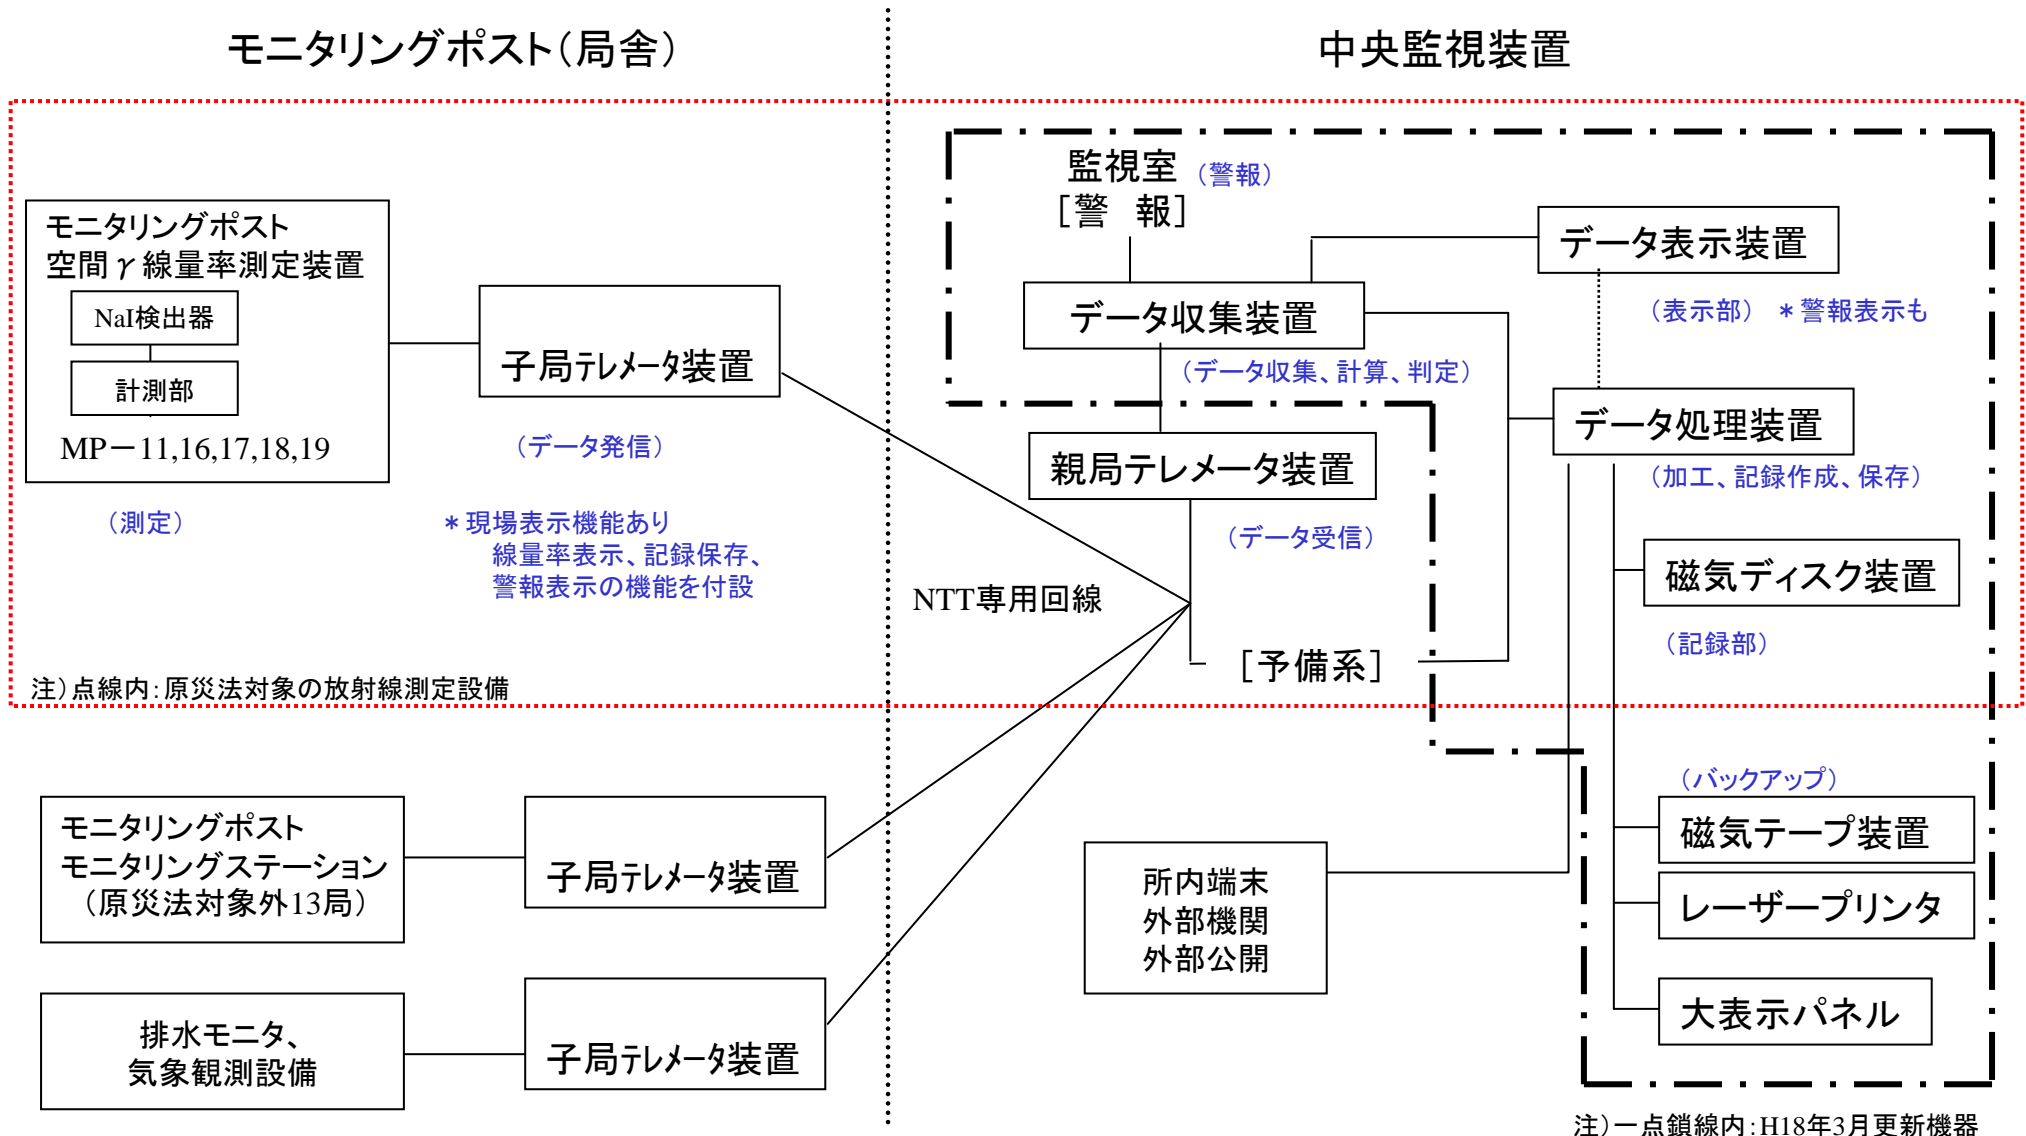 モニタリングポスト（局舎）
中央監視装置
監視室 （警報）
［警　報］
モニタリングポスト
空間γ線量率測定装置
NaI検出器
計測部
MP－11,16,17,18,19
（測定）
子局テレメータ装置
（データ発信）
＊現場表示機能あり
線量率表示、記録保存、
警報表示の機能を付設
データ表示装置
（表示部）　＊警報表示も
データ収集装置
（データ収集、計算、判定）
データ処理装置
（加工、記録作成、保存）
親局テレメータ装置
（データ受信）
NTT専用回線
［予備系］
磁気ディスク装置
（記録部）
注）点線内：原災法対象の放射線測定設備
モニタリングポスト
モニタリングステーション
（原災法対象外13局）
子局テレメータ装置
排水モニタ、
気象観測設備
子局テレメータ装置
所内端末
外部機関
外部公開
（バックアップ）
磁気テープ装置
レーザープリンタ
大表示パネル
注）一点鎖線内：H18年3月更新機器